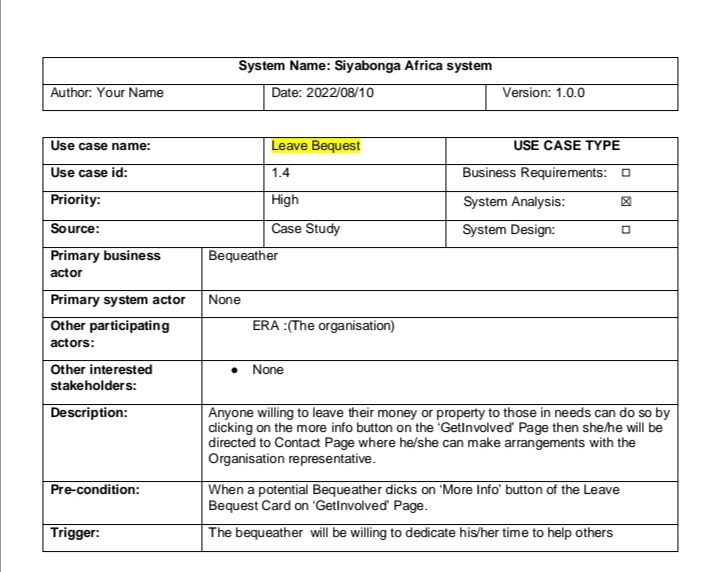 System Name: Siyabonga Africa system
Author: Your Name Date: 2022/08/10 Version: 1.0.0
Use case name: Leave Bequest USE CASE TYPE
Use case id: 1.4 Business Requirements: ☐
Priority: High System Analysis: ☒
Source: Case Study System Design: ☐
Primary business
actor
Bequeather
Primary system actor None
Other participating
actors:
ERA :(The organisation)
Other interested
stakeholders:
● None
Description:
Anyone willing to leave their money or property to those in needs can do so by
clicking on the more info button on the ‘GetInvolved’ Page then she/he will be
directed to Contact Page where he/she can make arrangements with the
Organisation representative.
Pre-condition:
When a potential Bequeather clicks on ‘More Info’ button of the Leave
Bequest Card on ‘GetInvolved’ Page.
Trigger: The bequeather will be willing to dedicate his/her time to help others